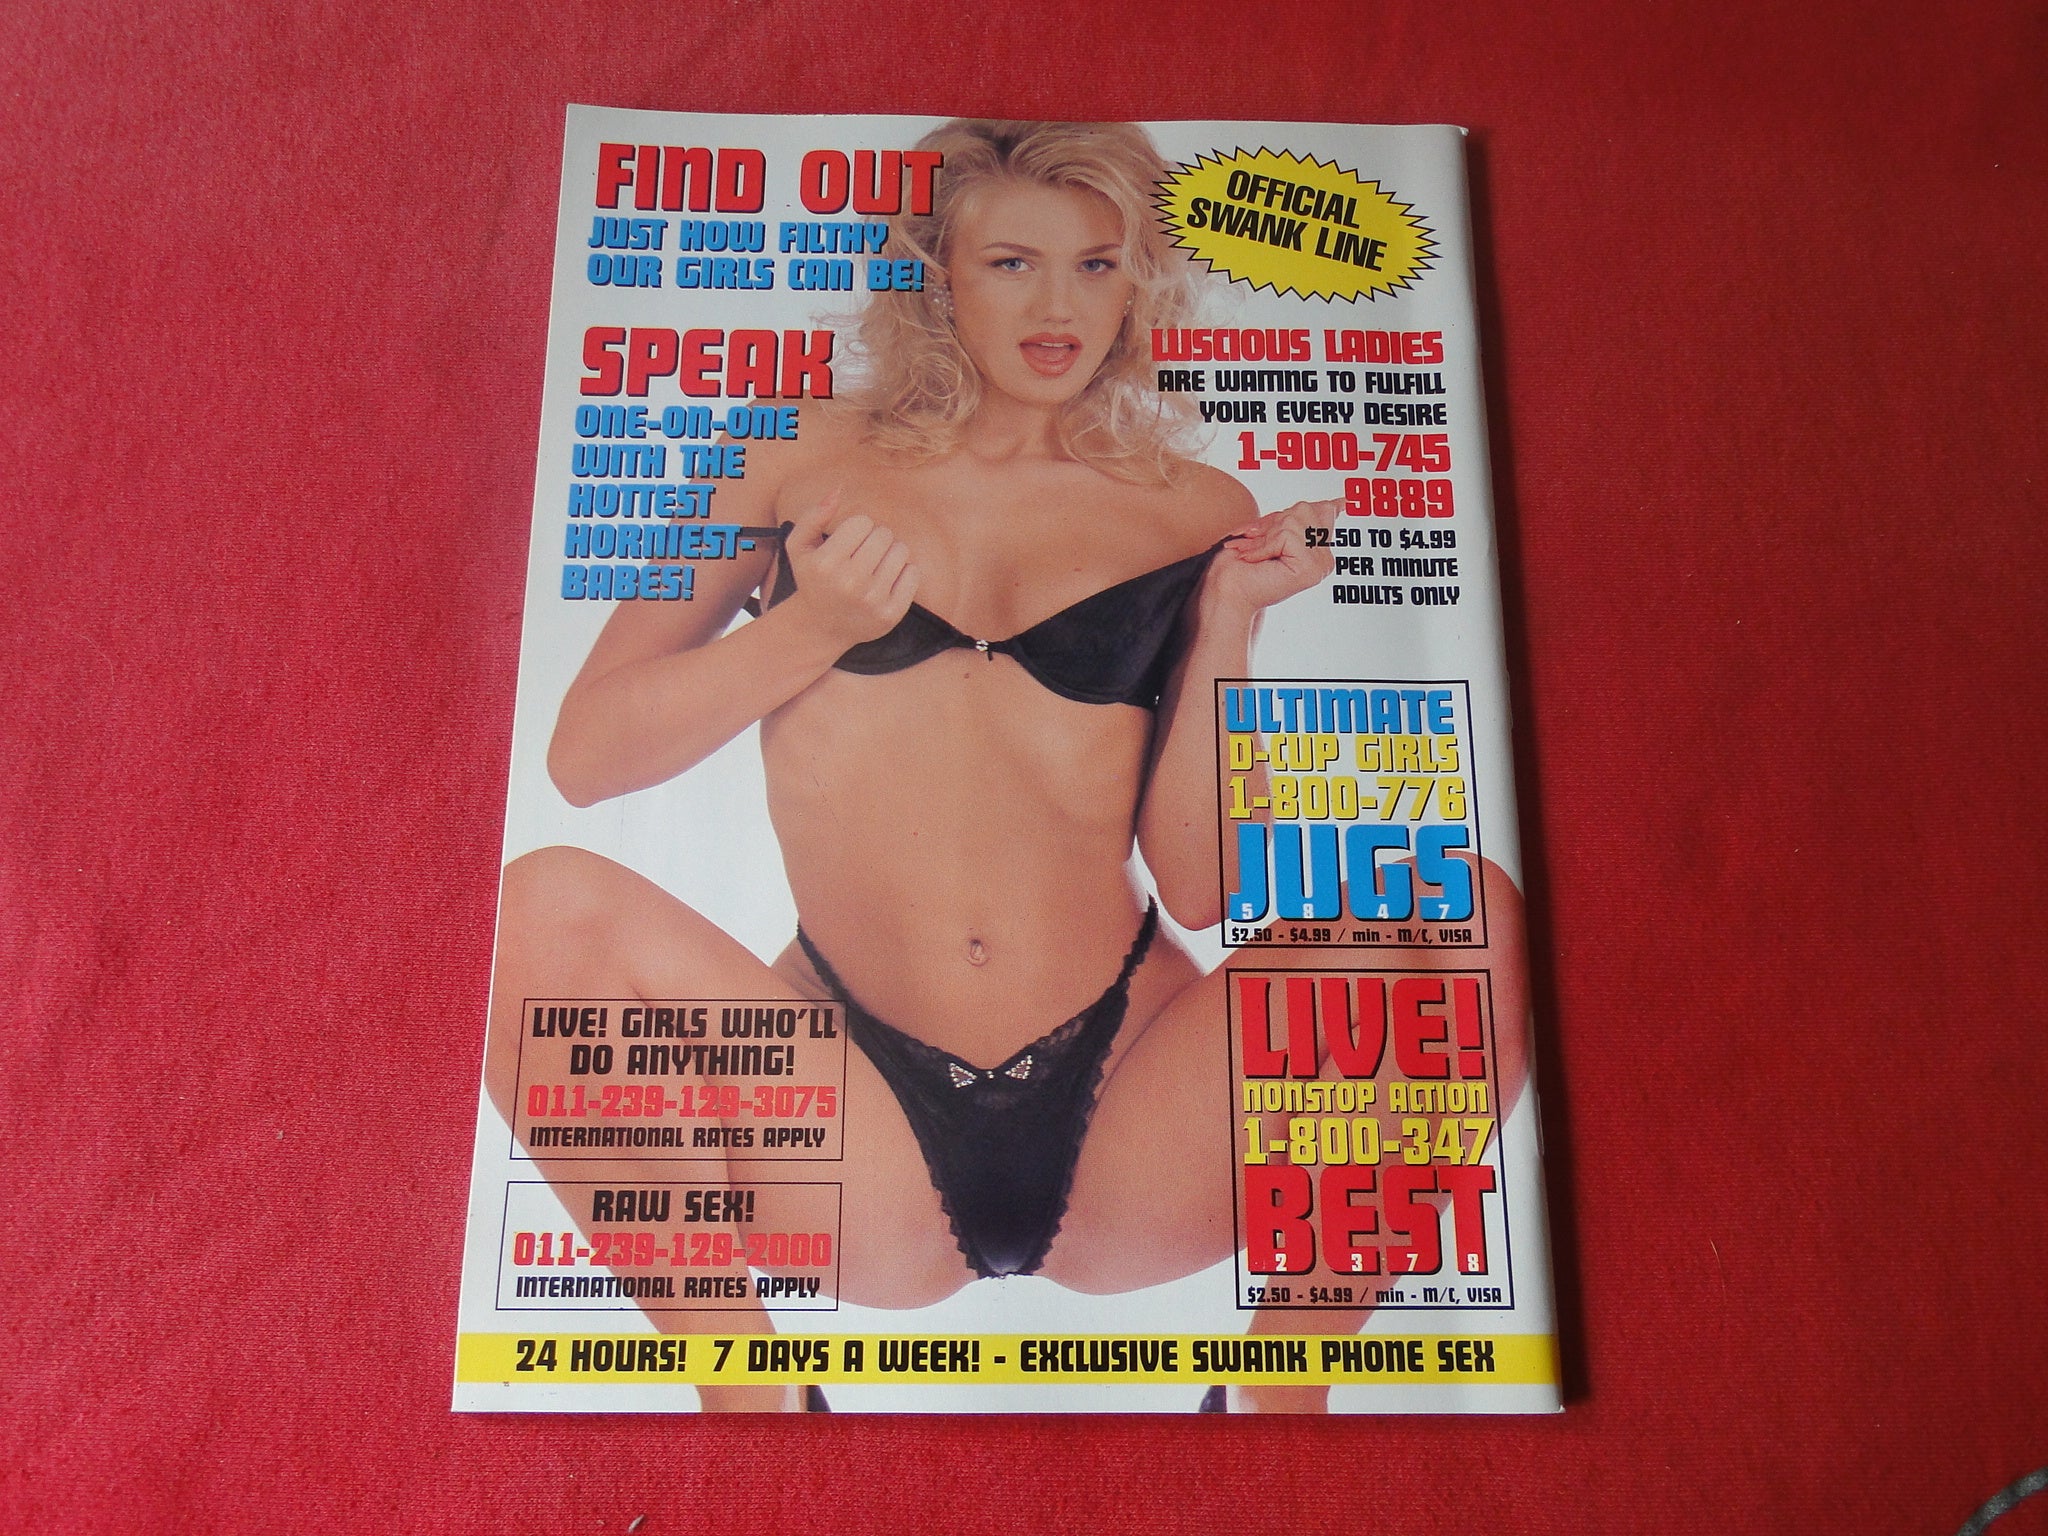 FIND OUT
JUST HOW FILTHY
OUR GIRLS CAN BE!
OFFICIAL
SWANK LINE
SPEAK
ONE-ON-ONE
WITH THE
HOTTEST
HORNIEST-
BABES!
LUSCIOUS LADIES
ARE WAITING TO FULFILL
YOUR EVERY DESIRE
1-900-745
9889
$2.50 TO $4.99
PER MINUTE
ADULTS ONLY
ULTIMATE
D-CUP GIRLS
1-800-776
JUGS
5 8 4 7
$2.50 - $4.99 / min - M/C, VISA
LIVE!
NONSTOP ACTION
1-800-347
BEST
2 3 7 8
$2.50 - $4.99 / min - M/C, VISA
LIVE! GIRLS WHO'LL
DO ANYTHING!
011-239-129-3075
INTERNATIONAL RATES APPLY
RAW SEX!
011-239-129-2000
INTERNATIONAL RATES APPLY
24 HOURS! 7 DAYS A WEEK! - EXCLUSIVE SWANK PHONE SEX